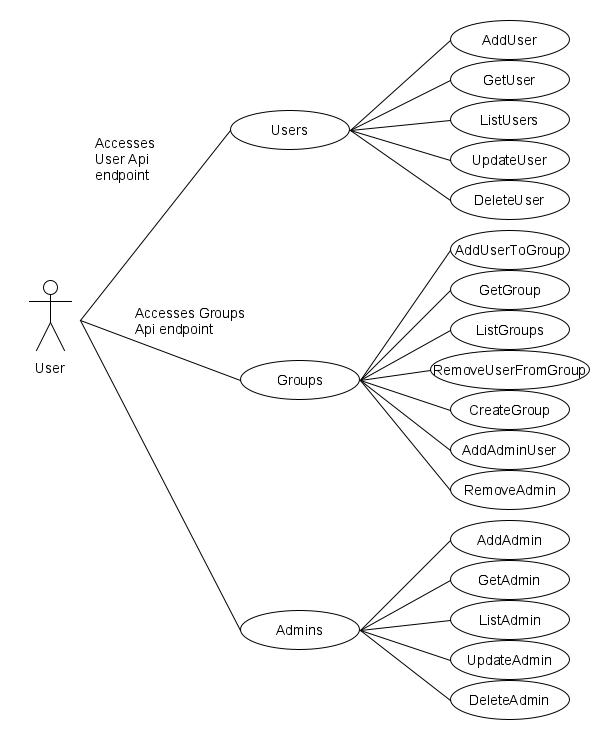 AddUser
GetUser
ListUsers
UpdateUser
DeleteUser
Users
Accesses
User Api
endpoint
AddUserToGroup
GetGroup
ListGroups
RemoveUserFromGroup
CreateGroup
AddAdminUser
RemoveAdmin
Groups
Accesses Groups
Api endpoint
User
AddAdmin
GetAdmin
ListAdmin
UpdateAdmin
DeleteAdmin
Admins